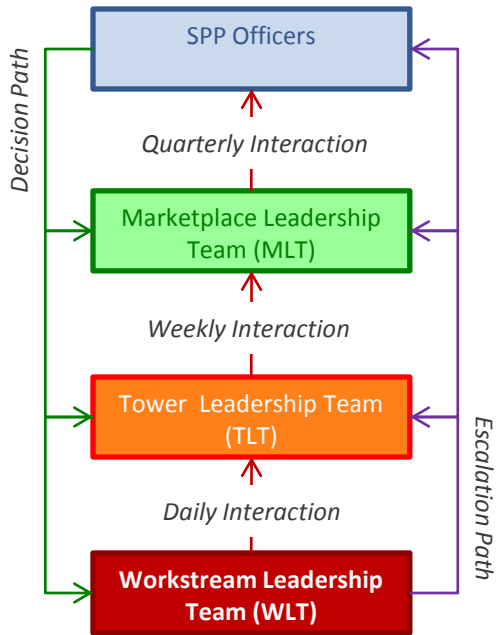 SPP Officers
Decision Path
Quarterly Interaction
Marketplace Leadership
Team (MLT)
Weekly Interaction
Tower  Leadership Team
(TLT)
Escalation Path
Daily Interaction
Workstream Leadership
Team (WLT)